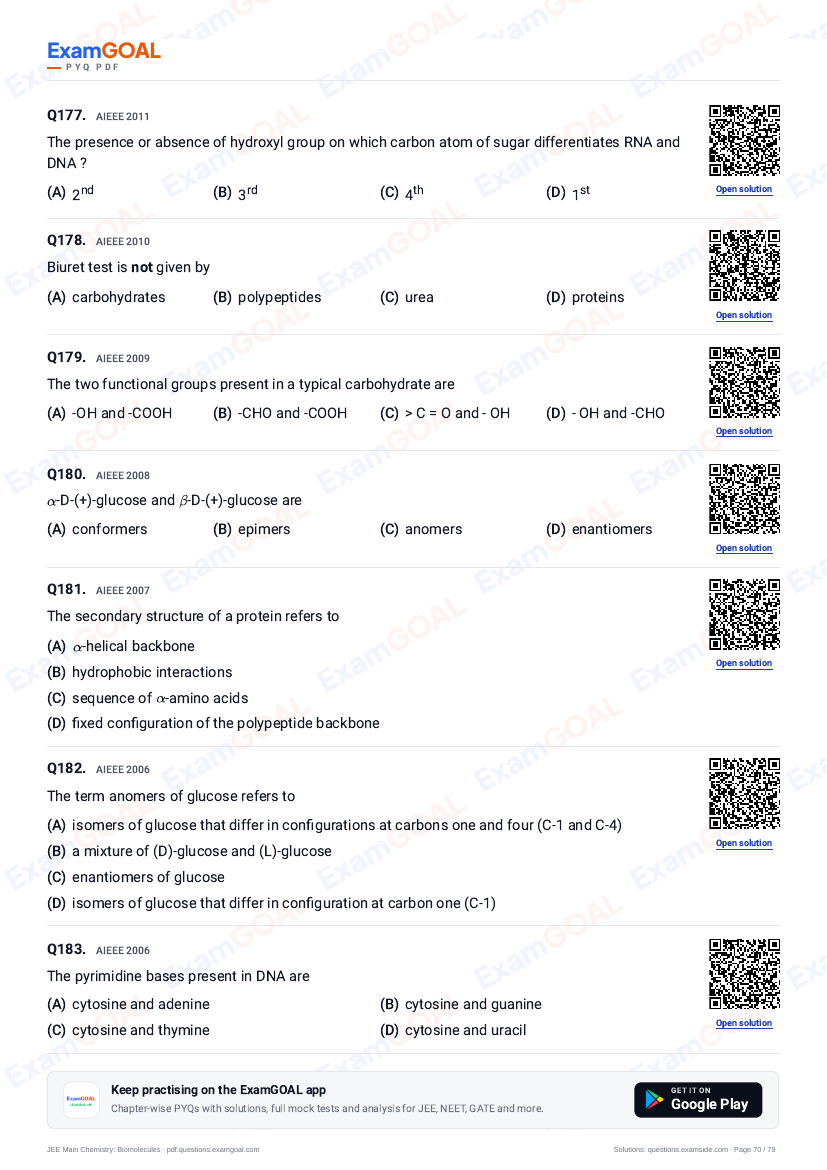 ExamGOAL
PYQ PDF
Q177. AIEEE 2011
The presence or absence of hydroxyl group on which carbon atom of sugar differentiates RNA and
DNA ?
(A) 2nd (B) 3rd (C) 4th (D) 1st
Open solution
Q178. AIEEE 2010
Biuret test is not given by
(A) carbohydrates (B) polypeptides (C) urea (D) proteins
Open solution
Q179. AIEEE 2009
The two functional groups present in a typical carbohydrate are
(A) -OH and -COOH (B) -CHO and -COOH (C) > C = O and - OH (D) - OH and -CHO
Open solution
Q180. AIEEE 2008
α-D-(+)-glucose and β-D-(+)-glucose are
(A) conformers (B) epimers (C) anomers (D) enantiomers
Open solution
Q181. AIEEE 2007
The secondary structure of a protein refers to
(A) α-helical backbone
(B) hydrophobic interactions
(C) sequence of α-amino acids
(D) fixed configuration of the polypeptide backbone
Open solution
Q182. AIEEE 2006
The term anomers of glucose refers to
(A) isomers of glucose that differ in configurations at carbons one and four (C-1 and C-4)
(B) a mixture of (D)-glucose and (L)-glucose
(C) enantiomers of glucose
(D) isomers of glucose that differ in configuration at carbon one (C-1)
Open solution
Q183. AIEEE 2006
The pyrimidine bases present in DNA are
(A) cytosine and adenine (B) cytosine and guanine
(C) cytosine and thymine (D) cytosine and uracil
Open solution
ExamGOAL
Keep practising on the ExamGOAL app
Chapter-wise PYQs with solutions, full mock tests and analysis for JEE, NEET, GATE and more.
GET IT ON
Google Play
JEE Main Chemistry: Biomolecules · pdf.questions.examgoal.com Solutions: questions.examside.com · Page 70 / 79